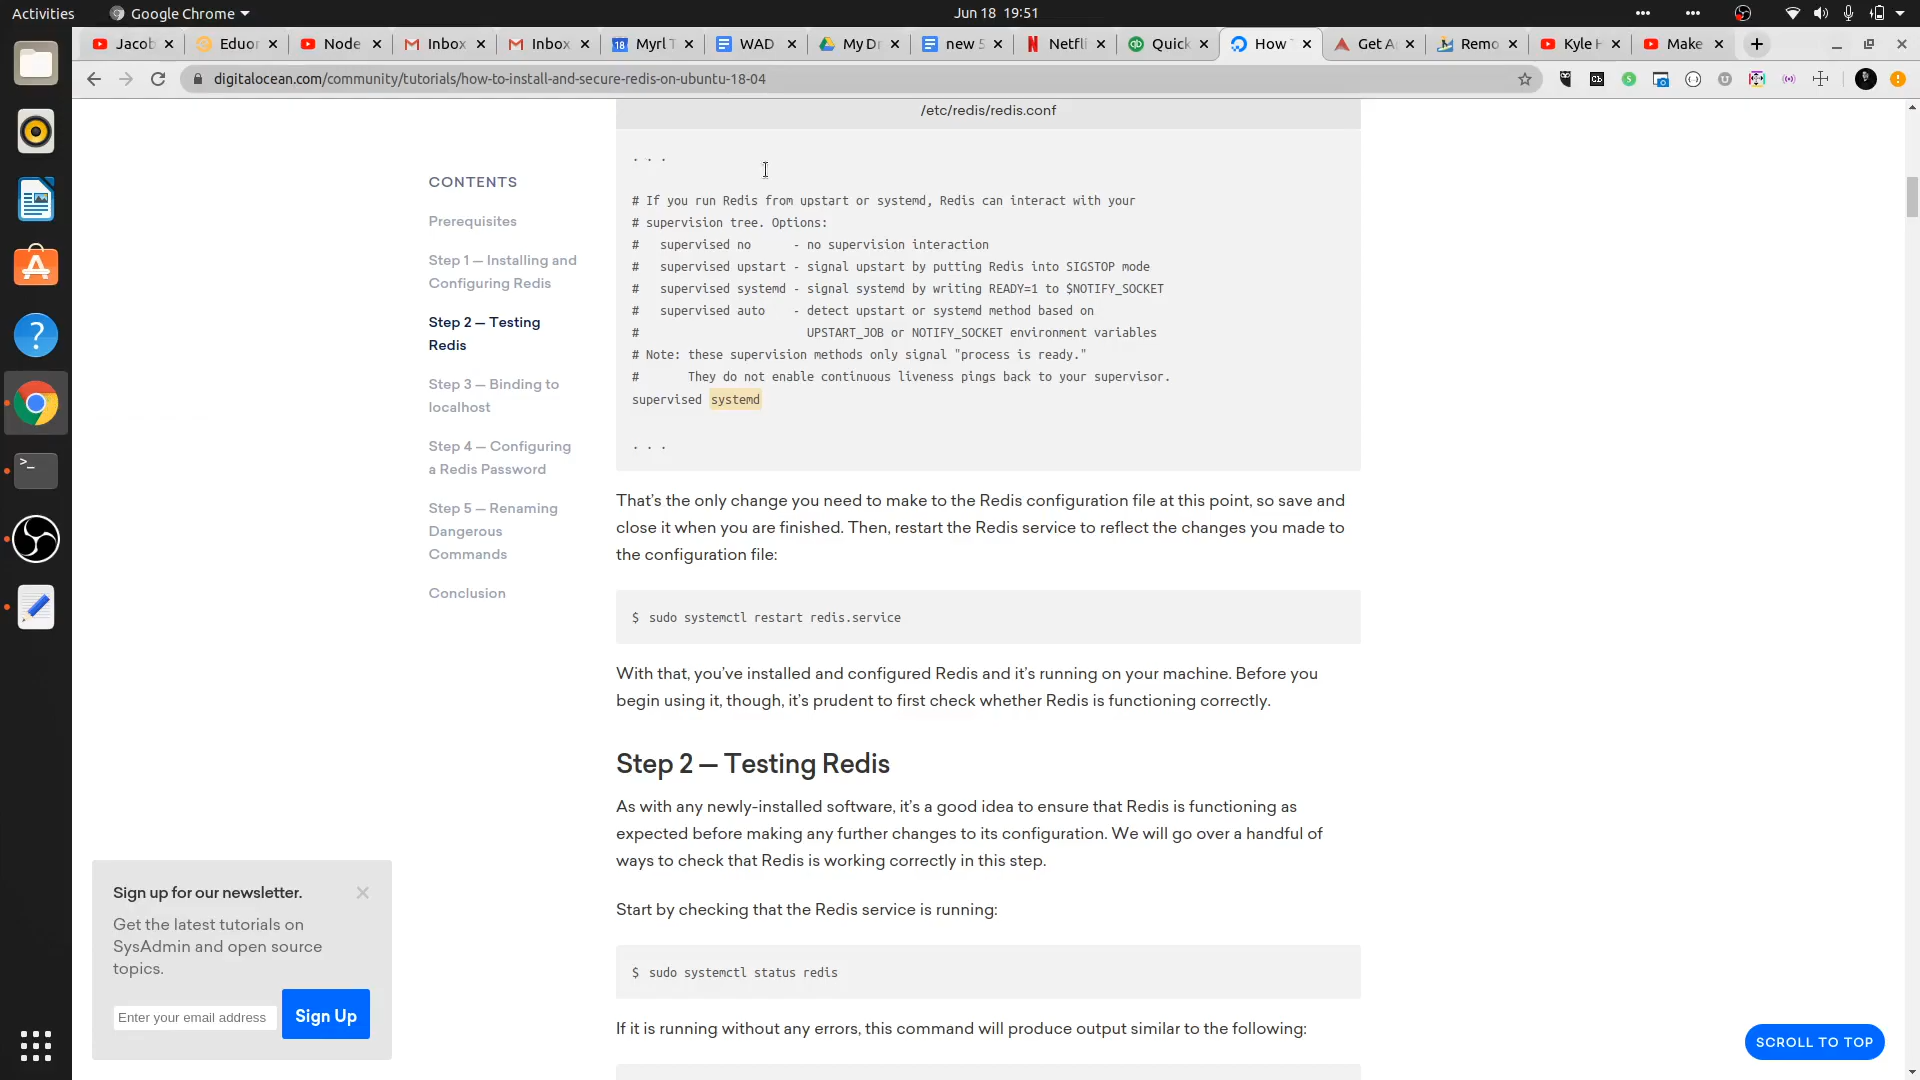 Activities
Google Chrome
Jun 18 19:51
Jacob
Eduor
Node
Inbox
Inbox
18
Myrl T
WAD
My Dr
new 5
Netfli
Quick
How T
Get A
Remo
Kyle H
Make
digitalocean.com/community/tutorials/how-to-install-and-secure-redis-on-ubuntu-18-04
/etc/redis/redis.conf
. . .
# If you run Redis from upstart or systemd, Redis can interact with your
# supervision tree. Options:
#   supervised no      - no supervision interaction
#   supervised upstart - signal upstart by putting Redis into SIGSTOP mode
#   supervised systemd - signal systemd by writing READY=1 to $NOTIFY_SOCKET
#   supervised auto    - detect upstart or systemd method based on
#                        UPSTART_JOB or NOTIFY_SOCKET environment variables
# Note: these supervision methods only signal "process is ready."
#       They do not enable continuous liveness pings back to your supervisor.
supervised systemd
. . .
CONTENTS
Prerequisites
Step 1 — Installing and
Configuring Redis
Step 2 — Testing
Redis
Step 3 — Binding to
localhost
Step 4 — Configuring
a Redis Password
Step 5 — Renaming
Dangerous
Commands
Conclusion
That’s the only change you need to make to the Redis configuration file at this point, so save and
close it when you are finished. Then, restart the Redis service to reflect the changes you made to
the configuration file:
$ sudo systemctl restart redis.service
With that, you’ve installed and configured Redis and it’s running on your machine. Before you
begin using it, though, it’s prudent to first check whether Redis is functioning correctly.
Step 2 — Testing Redis
As with any newly-installed software, it’s a good idea to ensure that Redis is functioning as
expected before making any further changes to its configuration. We will go over a handful of
ways to check that Redis is working correctly in this step.
Start by checking that the Redis service is running:
$ sudo systemctl status redis
If it is running without any errors, this command will produce output similar to the following:
Sign up for our newsletter.
Get the latest tutorials on
SysAdmin and open source
topics.
Enter your email address
Sign Up
SCROLL TO TOP